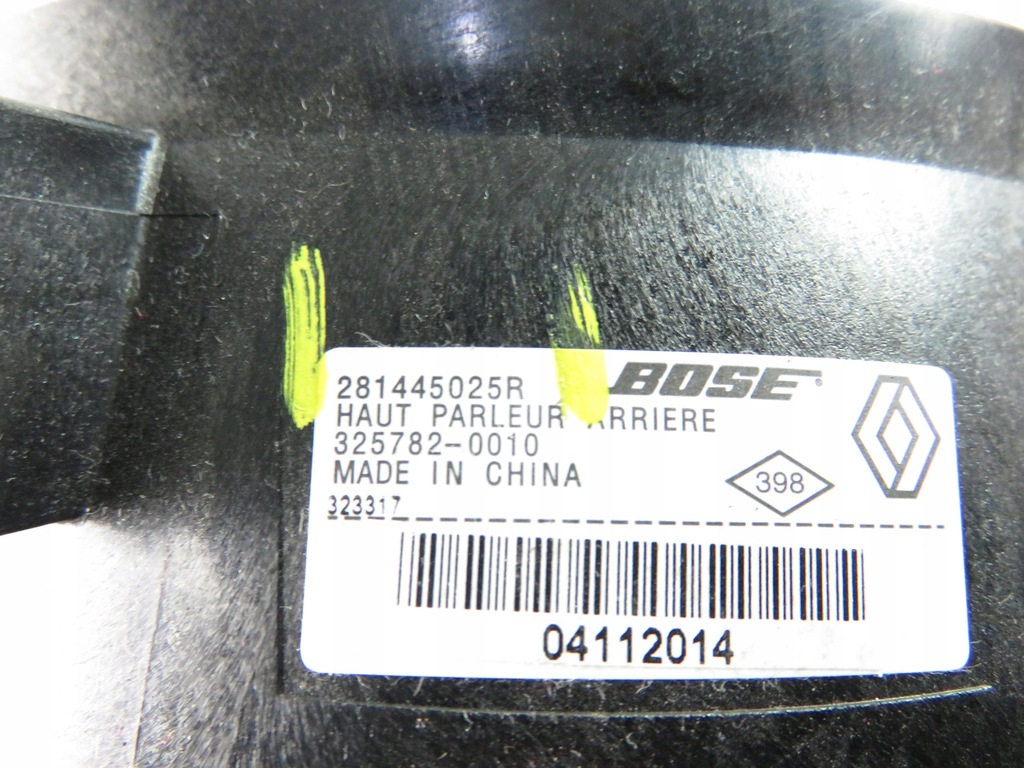 281445025R BOSE
HAUT PARLEUR ARRIERE
325782-0010
MADE IN CHINA
398
323317
04112014